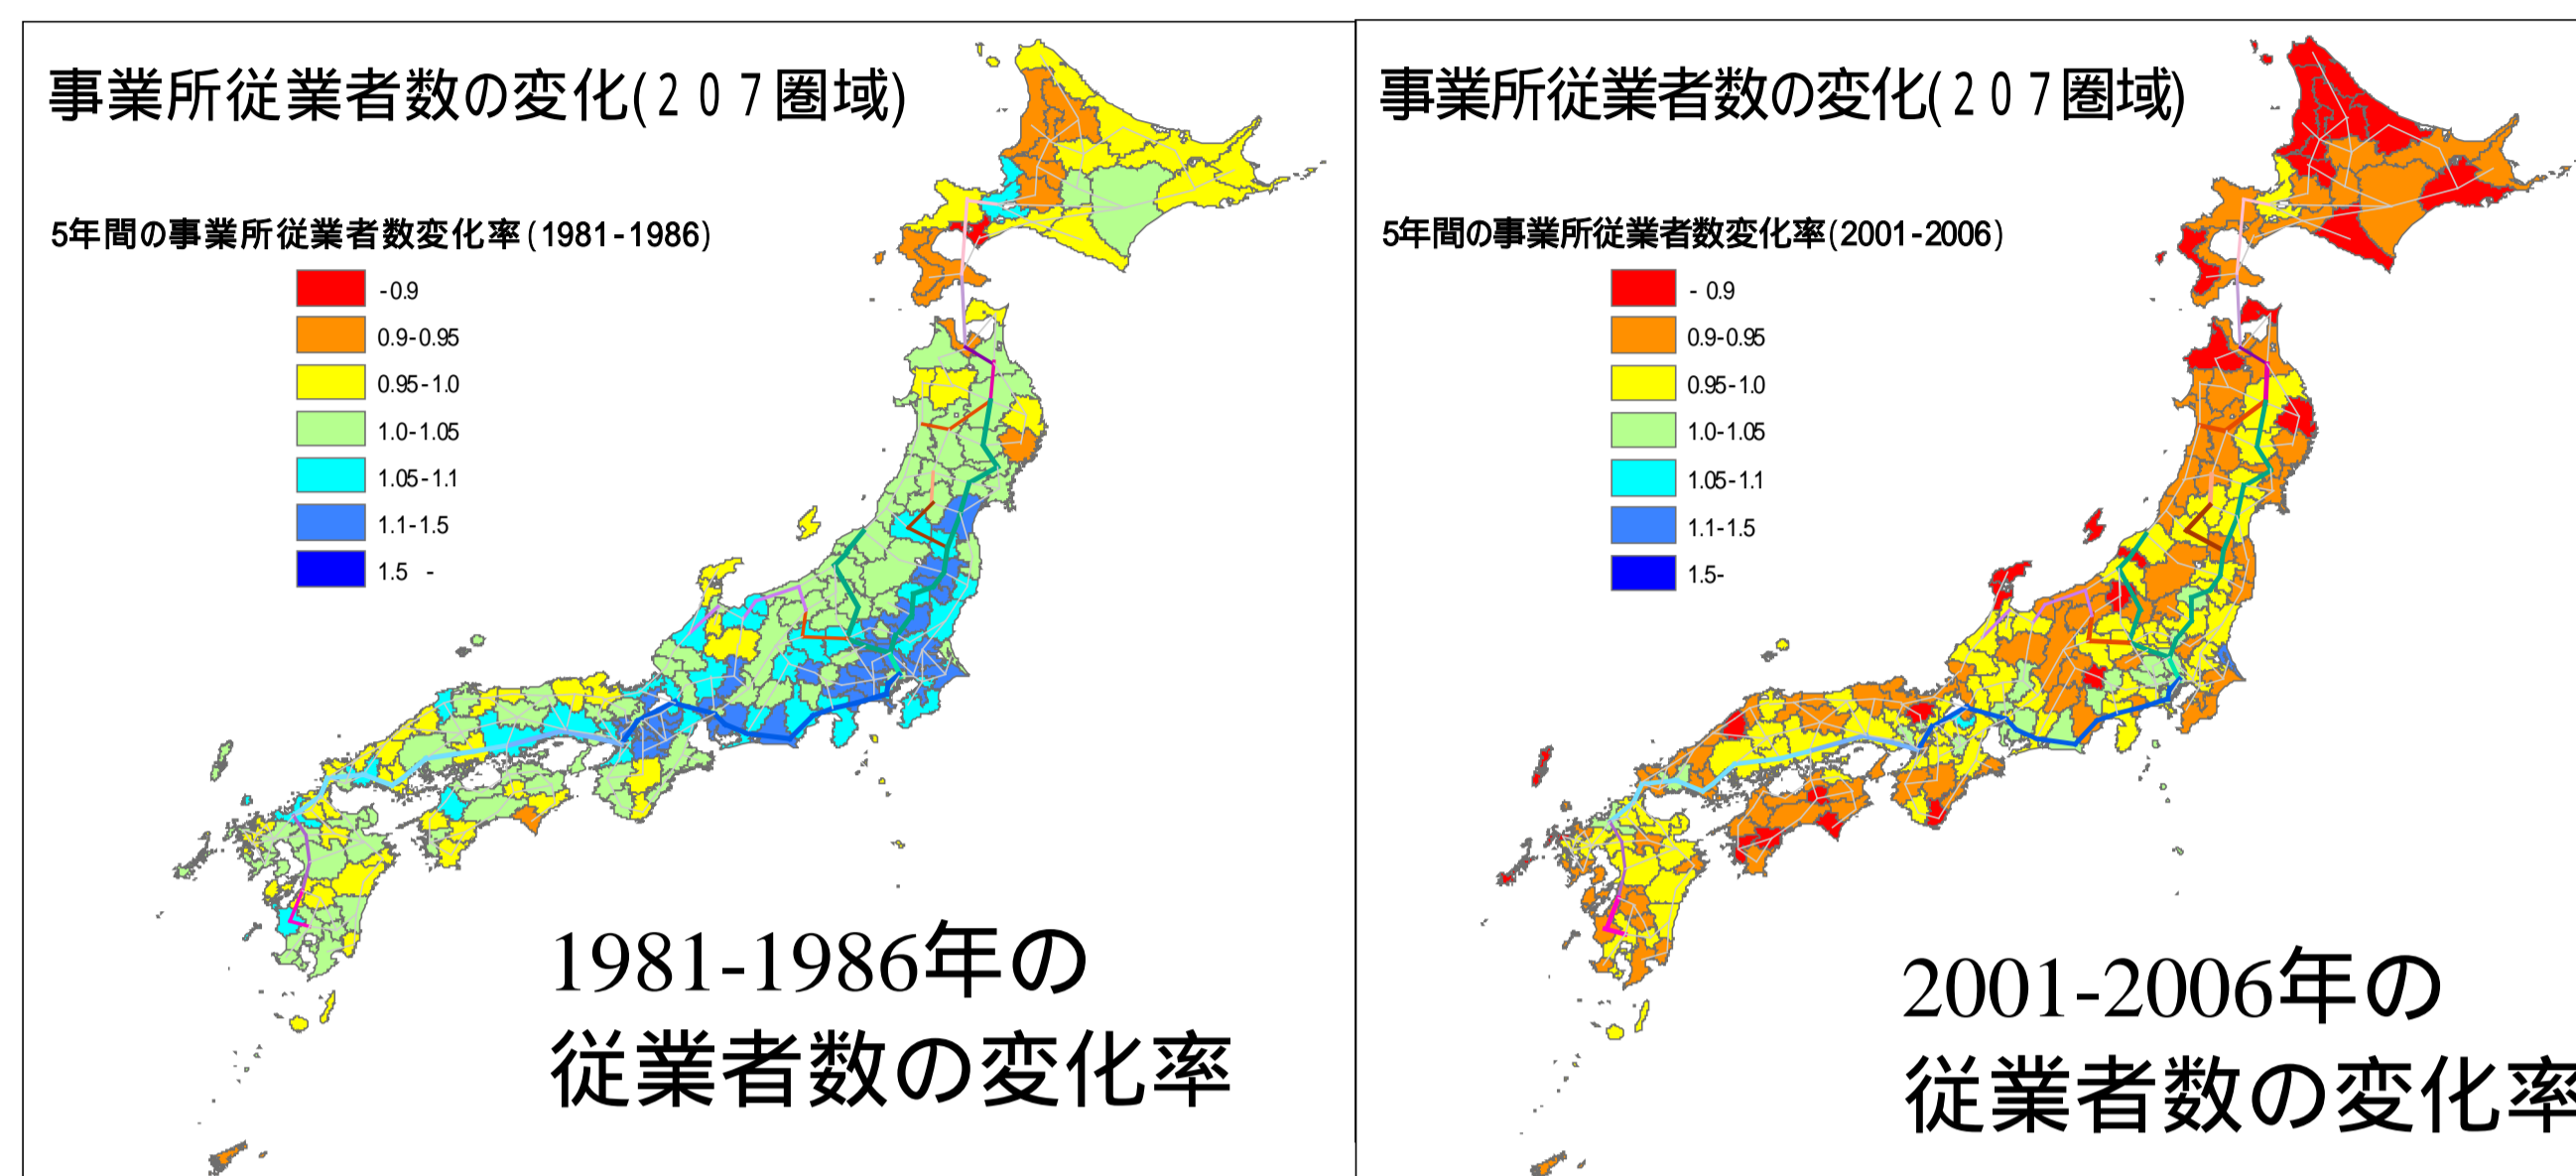 事業所従業者数の変化(207圏域)
5年間の事業所従業者数変化率(1981-1986)
-0.9
0.9-0.95
0.95-1.0
1.0-1.05
1.05-1.1
1.1-1.5
1.5 -
1981-1986年の
従業者数の変化率
事業所従業者数の変化(207圏域)
5年間の事業所従業者数変化率(2001-2006)
- 0.9
0.9-0.95
0.95-1.0
1.0-1.05
1.05-1.1
1.1-1.5
1.5-
2001-2006年の
従業者数の変化率